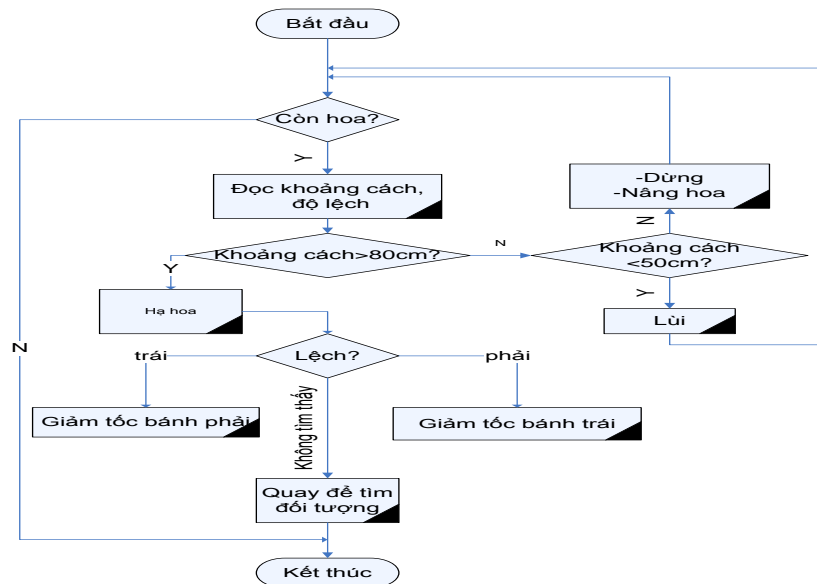 Bắt đầu
Còn hoa?
Y
N
Đọc khoảng cách,
độ lệch
-Dừng
-Nâng hoa
Khoảng cách>80cm?
N
Khoảng cách
<50cm?
N
Y
Y
Hạ hoa
Lùi
Lệch?
trái
phải
Không tìm thấy
Giảm tốc bánh phải
Giảm tốc bánh trái
Quay để tìm
đối tượng
Kết thúc